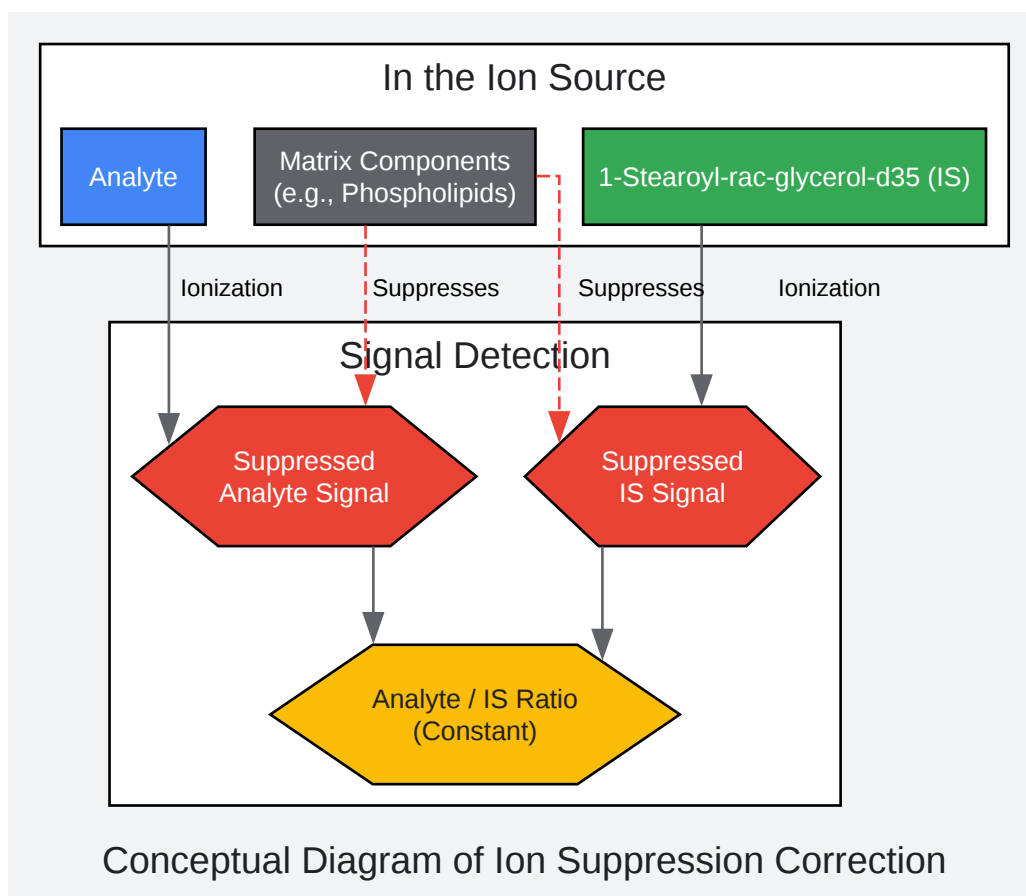 In the Ion Source
Analyte
Matrix Components
(e.g., Phospholipids)
1-Stearoyl-rac-glycerol-d35 (IS)
Ionization
Suppresses
Suppresses
Ionization
Signal Detection
Suppressed
Analyte Signal
Suppressed
IS Signal
Analyte / IS Ratio
(Constant)
Conceptual Diagram of Ion Suppression Correction